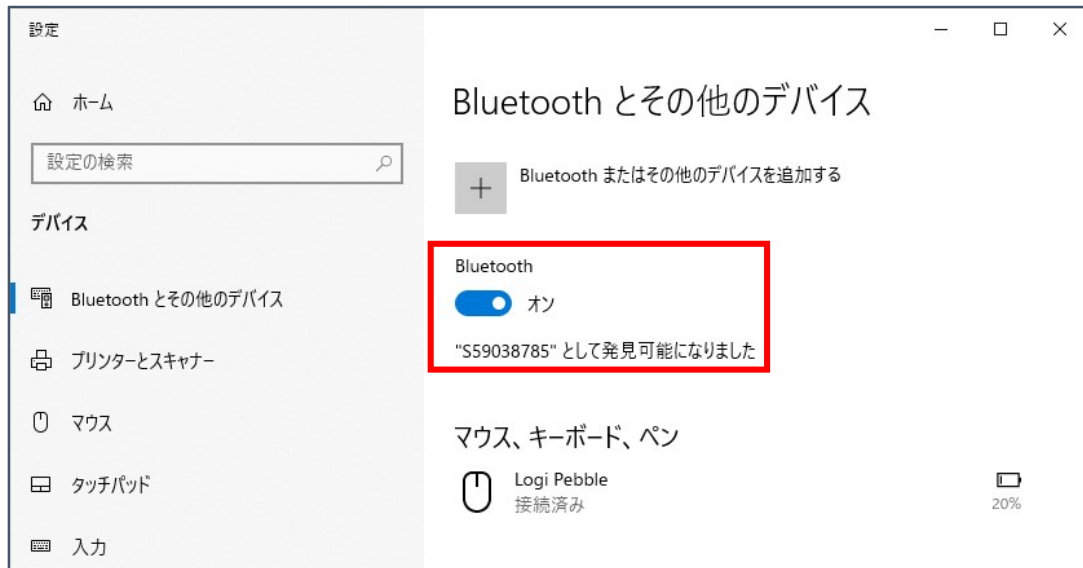 設定
ホーム
設定の検索
デバイス
Bluetooth とその他のデバイス
プリンターとスキャナー
マウス
タッチパッド
入力
Bluetooth とその他のデバイス
Bluetooth またはその他のデバイスを追加する
Bluetooth
オン
"S59038785" として発見可能になりました
マウス、キーボード、ペン
Logi Pebble
接続済み
20%